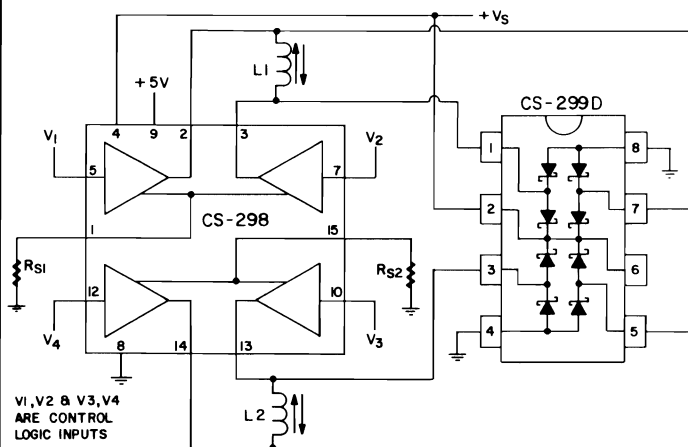 +VS
L1
+5V
CS-299D
4
9
2
3
V1
V2
1
8
5
7
CS-298
2
7
1
15
RS1
RS2
3
6
12
10
V4
V3
4
5
8
14
13
L2
V1,V2 & V3,V4
ARE CONTROL
LOGIC INPUTS